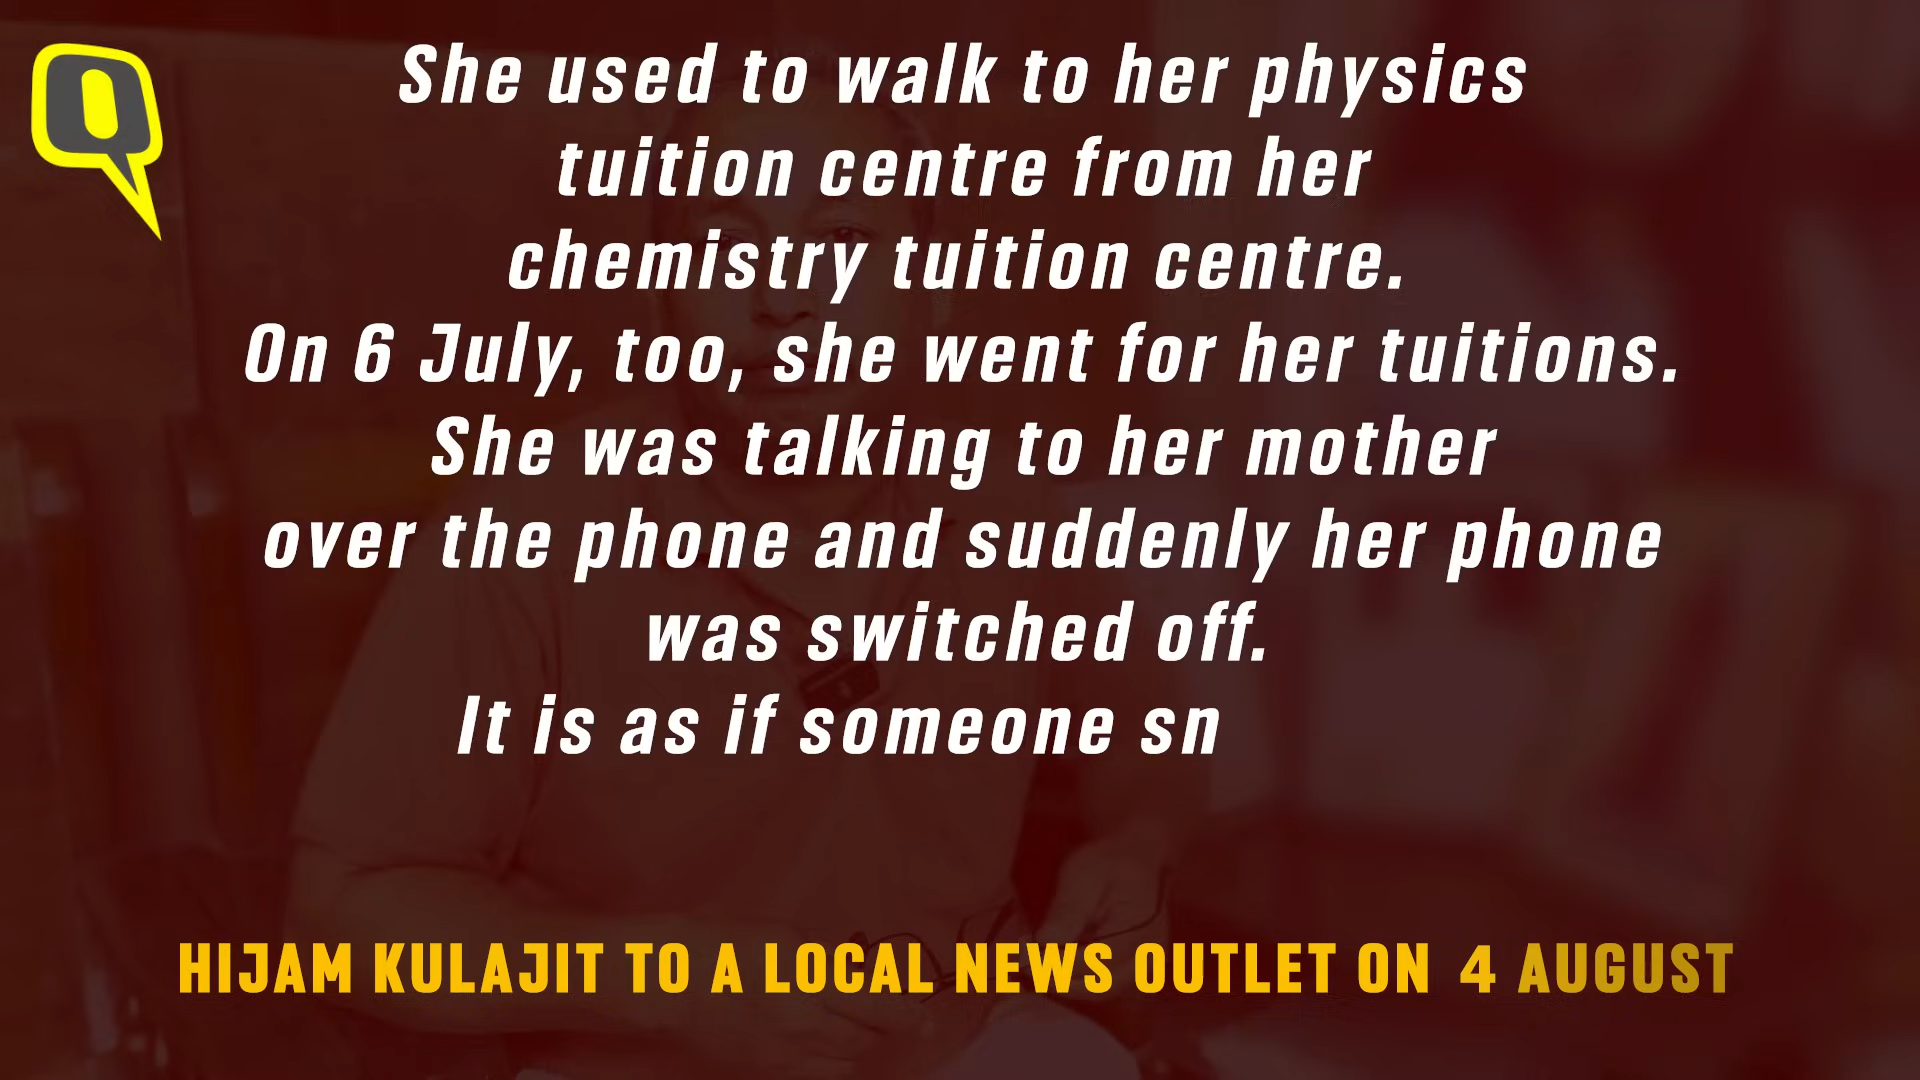 She used to walk to her physics
tuition centre from her
chemistry tuition centre.
On 6 July, too, she went for her tuitions.
She was talking to her mother
over the phone and suddenly her phone
was switched off.
It is as if someone sn
HIJAM KULAJIT TO A LOCAL NEWS OUTLET ON 4 AUGUST